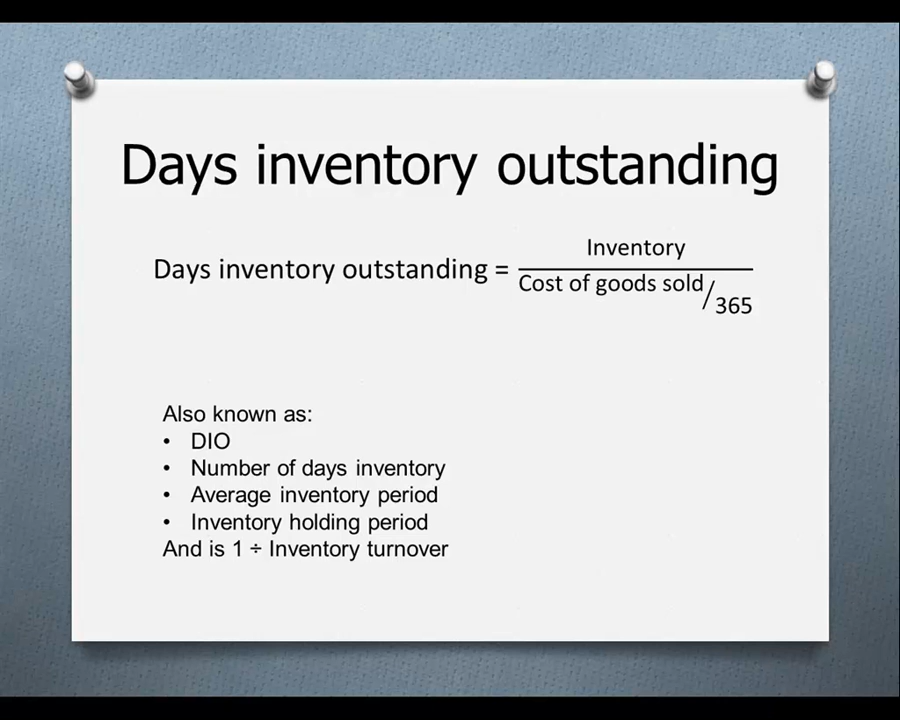 Days inventory outstanding
Days inventory outstanding = Inventory / Cost of goods sold/365
Also known as:
• DIO
• Number of days inventory
• Average inventory period
• Inventory holding period
And is 1 ÷ Inventory turnover